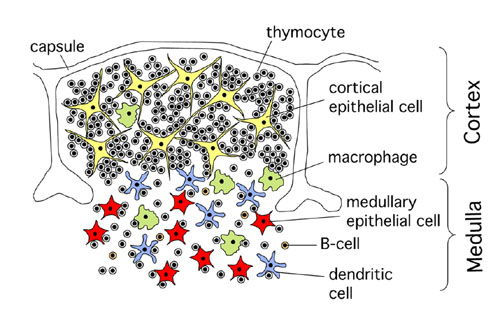 capsule
thymocyte
cortical
epithelial cell
macrophage
medullary
epithelial cell
B-cell
dendritic
cell
Cortex
Medulla